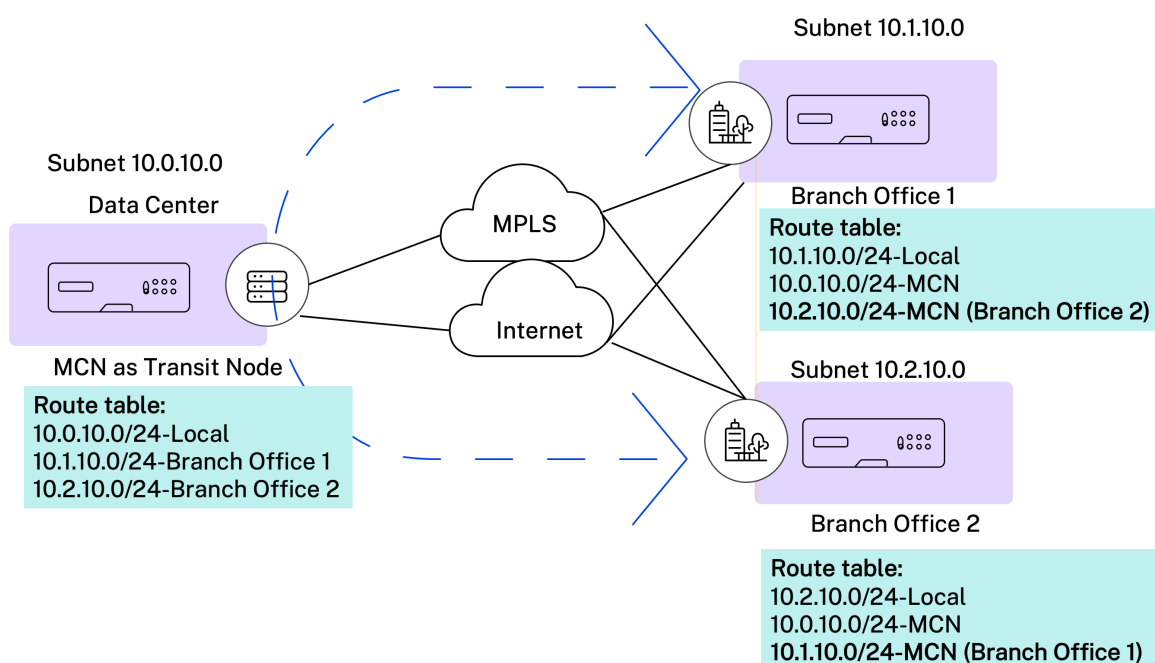 Subnet 10.1.10.0
Subnet 10.0.10.0
Data Center
MPLS
Internet
Branch Office 1
Route table:
10.1.10.0/24-Local
10.0.10.0/24-MCN
10.2.10.0/24-MCN (Branch Office 2)
MCN as Transit Node
Route table:
10.0.10.0/24-Local
10.1.10.0/24-Branch Office 1
10.2.10.0/24-Branch Office 2
Subnet 10.2.10.0
Branch Office 2
Route table:
10.2.10.0/24-Local
10.0.10.0/24-MCN
10.1.10.0/24-MCN (Branch Office 1)